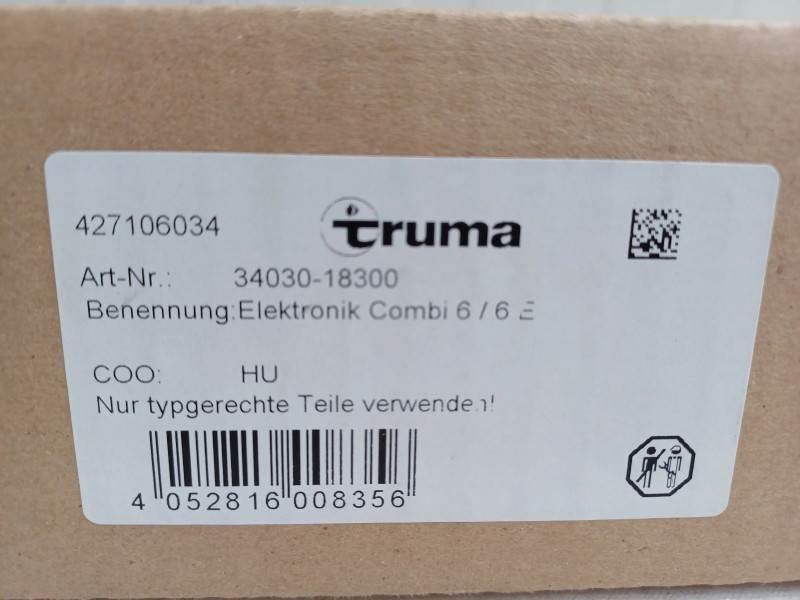 427106034 truma
Art-Nr.: 34030-18300
Benennung:Elektronik Combi 6 / 6 E
COO: HU
Nur typgerechte Teile verwenden!
4 052816 008356